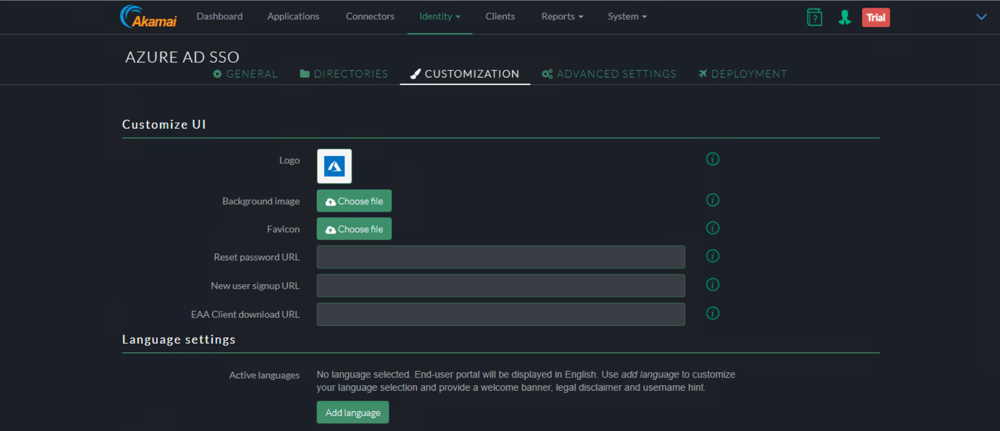 Akamai
Dashboard
Applications
Connectors
Identity
Clients
Reports
System
?
Trial
AZURE AD SSO
GENERAL
DIRECTORIES
CUSTOMIZATION
ADVANCED SETTINGS
DEPLOYMENT
Customize UI
Logo
i
Background image
Choose file
i
Favicon
Choose file
i
Reset password URL
i
New user signup URL
i
EAA Client download URL
i
Language settings
Active languages
No language selected. End-user portal will be displayed in English. Use add language to customize
your language selection and provide a welcome banner, legal disclaimer and username hint.
Add language